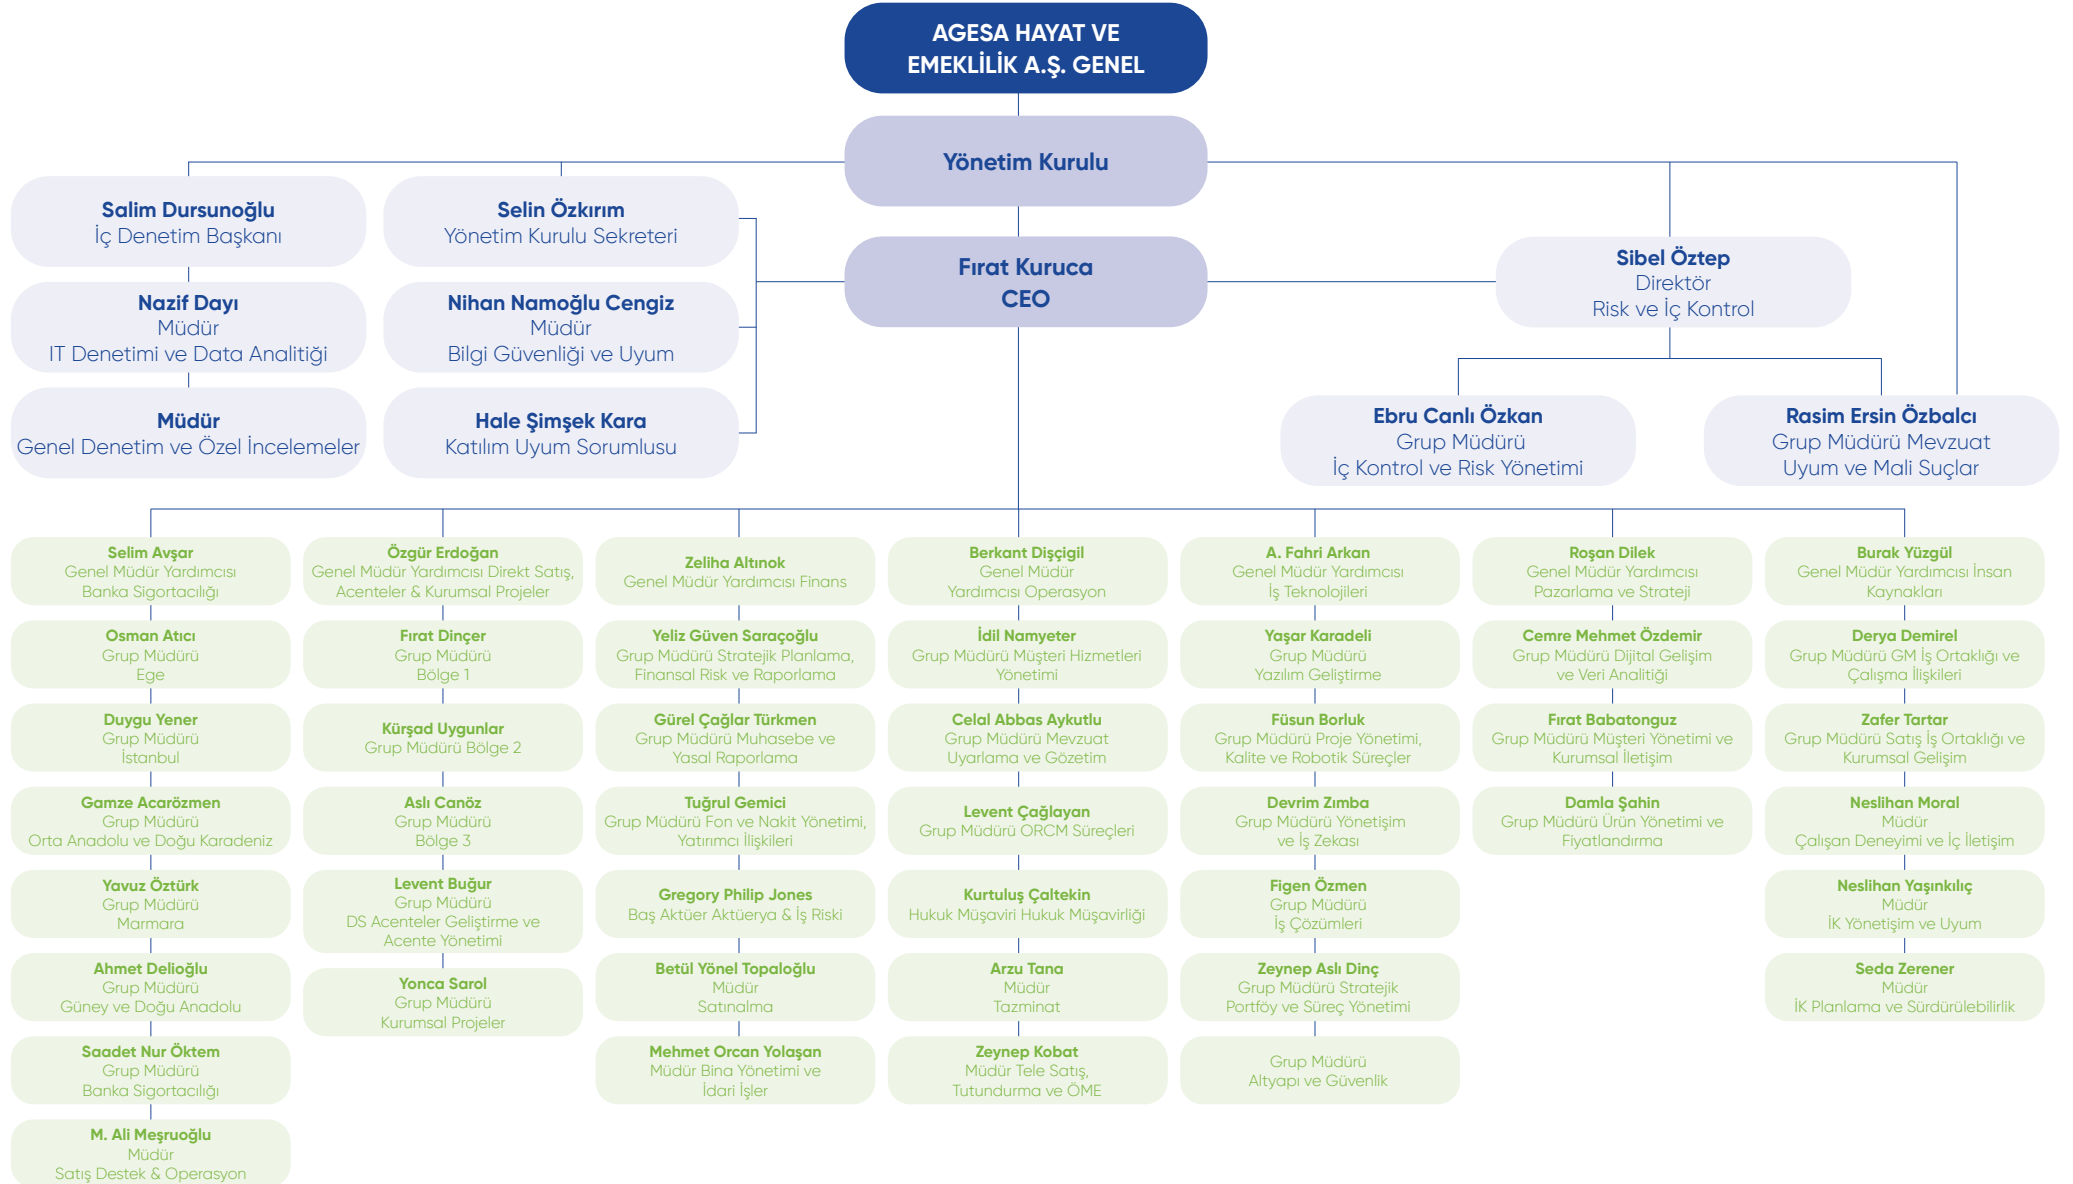 AGESA HAYAT VE
EMEKLİLİK A.Ş. GENEL
Yönetim Kurulu
Salim Dursunoğlu
İç Denetim Başkanı
Selin Özkırım
Yönetim Kurulu Sekreteri
Fırat Kuruca
CEO
Sibel Öztep
Direktör
Risk ve İç Kontrol
Nazif Dayı
Müdür
IT Denetimi ve Data Analitiği
Nihan Namoğlu Cengiz
Müdür
Bilgi Güvenliği ve Uyum
Müdür
Genel Denetim ve Özel İncelemeler
Hale Şimşek Kara
Katılım Uyum Sorumlusu
Ebru Canlı Özkan
Grup Müdürü
İç Kontrol ve Risk Yönetimi
Rasim Ersin Özbalcı
Grup Müdürü Mevzuat
Uyum ve Mali Suçlar
Selim Avşar
Genel Müdür Yardımcısı
Banka Sigortacılığı
Osman Atıcı
Grup Müdürü
Ege
Duygu Yener
Grup Müdürü
İstanbul
Gamze Acarözmen
Grup Müdürü
Orta Anadolu ve Doğu Karadeniz
Yavuz Öztürk
Grup Müdürü
Marmara
Ahmet Delioğlu
Grup Müdürü
Güney ve Doğu Anadolu
Saadet Nur Öktem
Grup Müdürü
Banka Sigortacılığı
M. Ali Meşruoğlu
Müdür
Satış Destek & Operasyon
Özgür Erdoğan
Genel Müdür Yardımcısı Direkt Satış,
Acenteler & Kurumsal Projeler
Fırat Dinçer
Grup Müdürü
Bölge 1
Kürşad Uygunlar
Grup Müdürü Bölge 2
Aslı Canöz
Grup Müdürü
Bölge 3
Levent Buğur
Grup Müdürü
DS Acenteler Geliştirme ve
Acente Yönetimi
Yonca Sarol
Grup Müdürü
Kurumsal Projeler
Zeliha Altınok
Genel Müdür Yardımcısı Finans
Yeliz Güven Saraçoğlu
Grup Müdürü Stratejik Planlama,
Finansal Risk ve Raporlama
Gürel Çağlar Türkmen
Grup Müdürü Muhasebe ve
Yasal Raporlama
Tuğrul Gemici
Grup Müdürü Fon ve Nakit Yönetimi,
Yatırımcı İlişkileri
Gregory Philip Jones
Baş Aktüer Aktüerya & İş Riski
Betül Yönel Topaloğlu
Müdür
Satınalma
Mehmet Orcan Yolaşan
Müdür Bina Yönetimi ve
İdari İşler
Berkant Dişçigil
Genel Müdür
Yardımcısı Operasyon
İdil Namyeter
Grup Müdürü Müşteri Hizmetleri
Yönetimi
Celal Abbas Aykutlu
Grup Müdürü Mevzuat
Uyarlama ve Gözetim
Levent Çağlayan
Grup Müdürü ORCM Süreçleri
Kurtuluş Çaltekin
Hukuk Müşaviri Hukuk Müşavirliği
Arzu Tana
Müdür
Tazminat
Zeynep Kobat
Müdür Tele Satış,
Tutundurma ve ÖME
A. Fahri Arkan
Genel Müdür Yardımcısı
İş Teknolojileri
Yaşar Karadeli
Grup Müdürü
Yazılım Geliştirme
Füsun Borluk
Grup Müdürü Proje Yönetimi,
Kalite ve Robotik Süreçler
Devrim Zımba
Grup Müdürü Yönetişim
ve İş Zekası
Figen Özmen
Grup Müdürü
İş Çözümleri
Zeynep Aslı Dinç
Grup Müdürü Stratejik
Portföy ve Süreç Yönetimi
Grup Müdürü
Altyapı ve Güvenlik
Roşan Dilek
Genel Müdür Yardımcısı
Pazarlama ve Strateji
Cemre Mehmet Özdemir
Grup Müdürü Dijital Gelişim
ve Veri Analitiği
Fırat Babatonguz
Grup Müdürü Müşteri Yönetimi ve
Kurumsal İletişim
Damla Şahin
Grup Müdürü Ürün Yönetimi ve
Fiyatlandırma
Burak Yüzgül
Genel Müdür Yardımcısı İnsan
Kaynakları
Derya Demirel
Grup Müdürü GM İş Ortaklığı ve
Çalışma İlişkileri
Zafer Tartar
Grup Müdürü Satış İş Ortaklığı ve
Kurumsal Gelişim
Neslihan Moral
Müdür
Çalışan Deneyimi ve İç İletişim
Neslihan Yaşınkılıç
Müdür
İK Yönetişim ve Uyum
Seda Zerener
Müdür
İK Planlama ve Sürdürülebilirlik